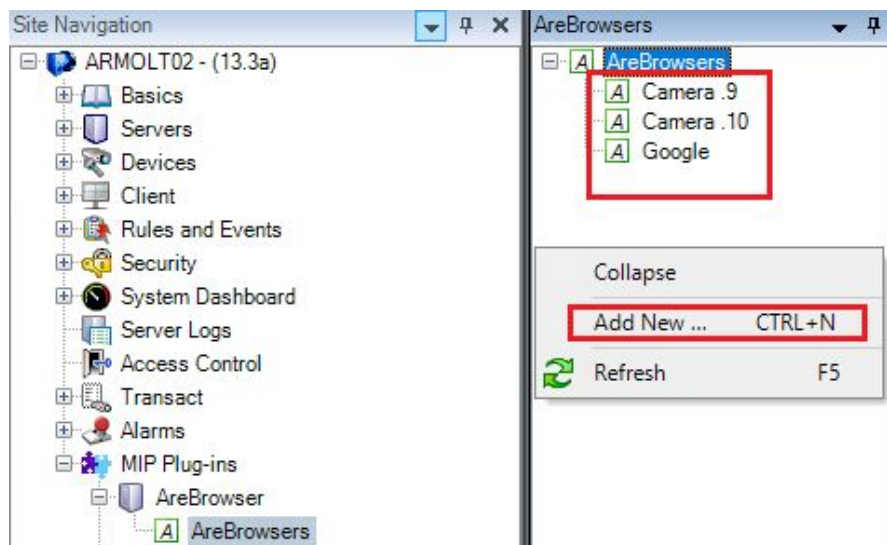 Site Navigation
ARMOLT02 - (13.3a)
Basics
Servers
Devices
Client
Rules and Events
Security
System Dashboard
Server Logs
Access Control
Transact
Alarms
MIP Plug-ins
AreBrowser
A AreBrowsers
AreBrowsers
A AreBrowsers
A Camera .9
A Camera .10
A Google
Collapse
Add New ... CTRL+N
Refresh F5